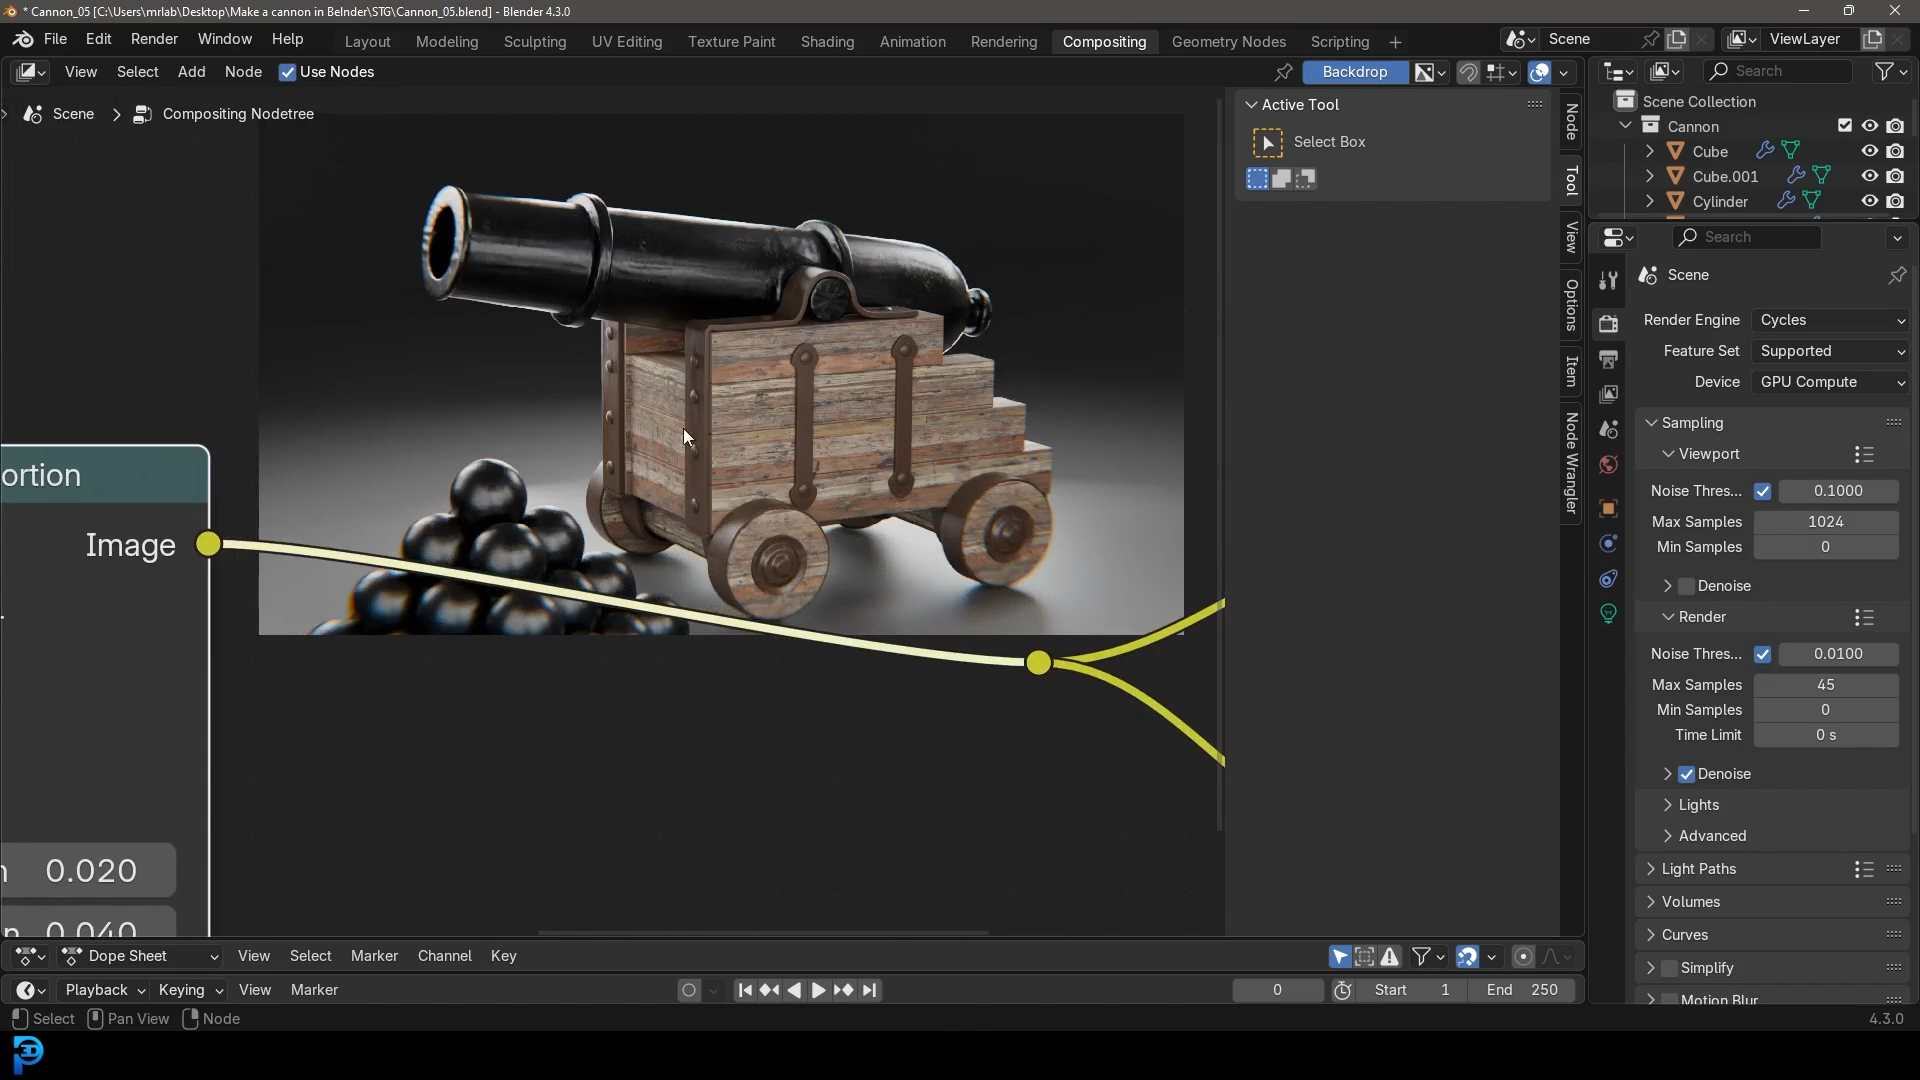 * Cannon_05 [C:\Users\mrlab\Desktop\Make a cannon in Belnder\STG\Cannon_05.blend] - Blender 4.3.0
File Edit Render Window Help Layout Modeling Sculpting UV Editing Texture Paint Shading Animation Rendering Compositing Geometry Nodes Scripting + Scene ViewLayer
View Select Add Node Use Nodes Backdrop Search
Scene > Compositing Nodetree
Active Tool
Select Box
Node
Tool
View
Options
Item
Node Wrangler
Scene Collection
Cannon
Cube
Cube.001
Cylinder
Search
Scene
Render Engine Cycles
Feature Set Supported
Device GPU Compute
Sampling
Viewport
Noise Thres... 0.1000
Max Samples 1024
Min Samples 0
Denoise
Render
Noise Thres... 0.0100
Max Samples 45
Min Samples 0
Time Limit 0 s
Denoise
Lights
Advanced
Light Paths
Volumes
Curves
Simplify
Motion Blur
ortion
Image
0.020
0.040
Dope Sheet View Select Marker Channel Key
Playback Keying View Marker 0 Start 1 End 250
Select Pan View Node 4.3.0